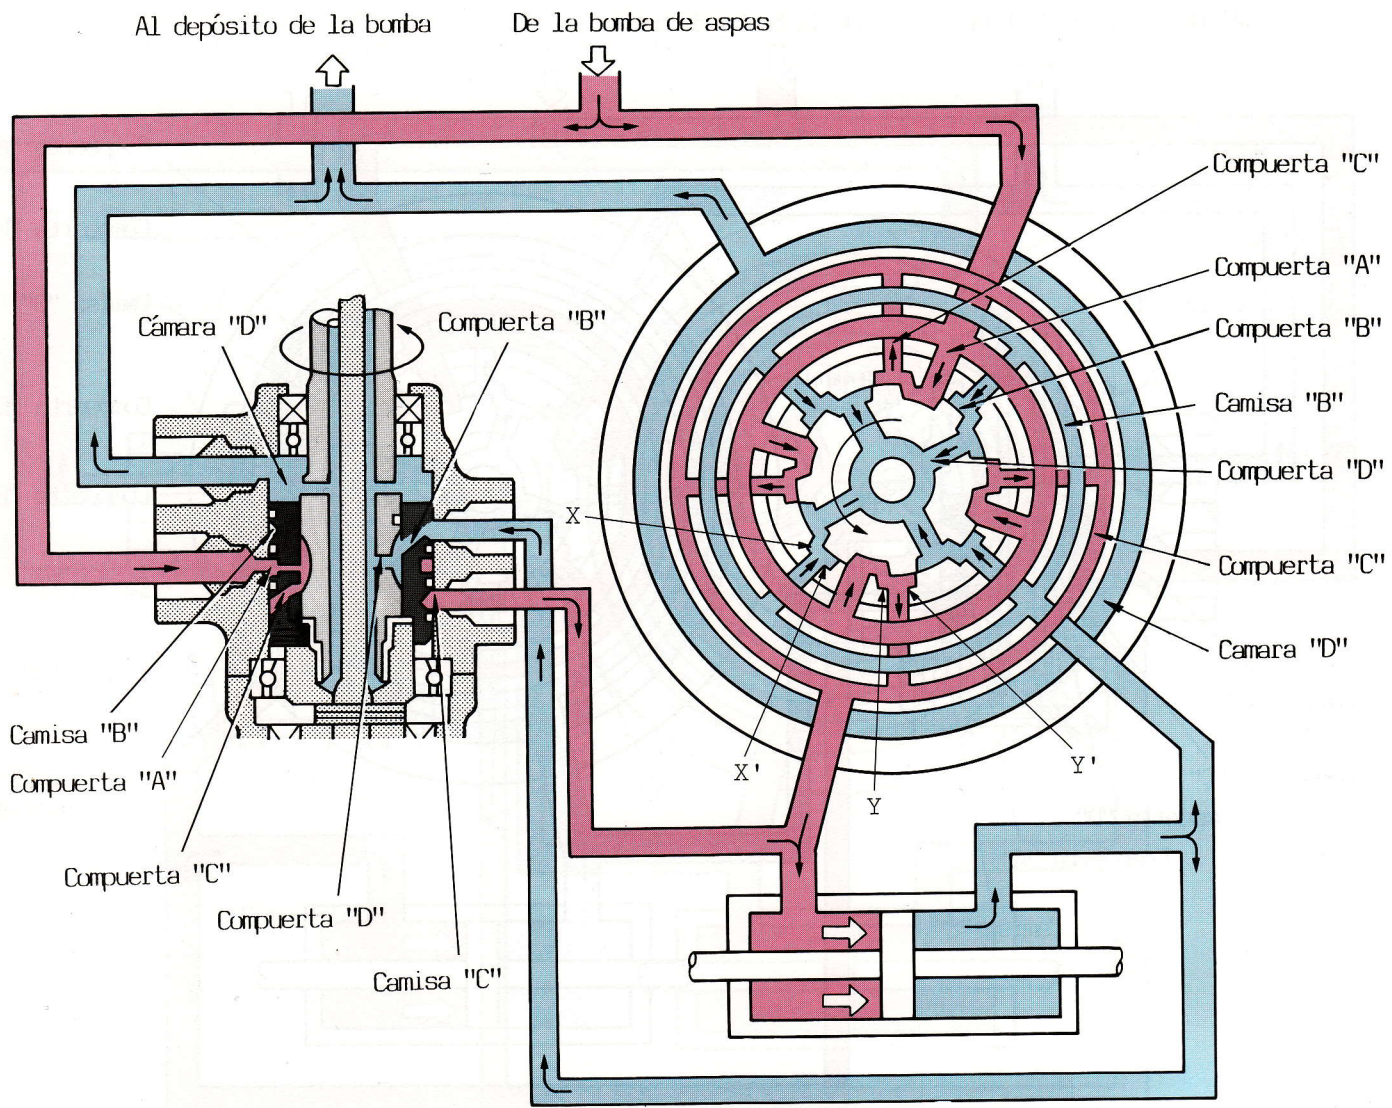 Al depósito de la bomba
De la bomba de aspas
Compuerta "C"
Compuerta "A"
Compuerta "B"
Camisa "B"
Compuerta "D"
Compuerta "C"
Camara "D"
Cámara "D"
Compuerta "B"
X
X'
Y
Y'
Camisa "B"
Compuerta "A"
Compuerta "C"
Compuerta "D"
Camisa "C"